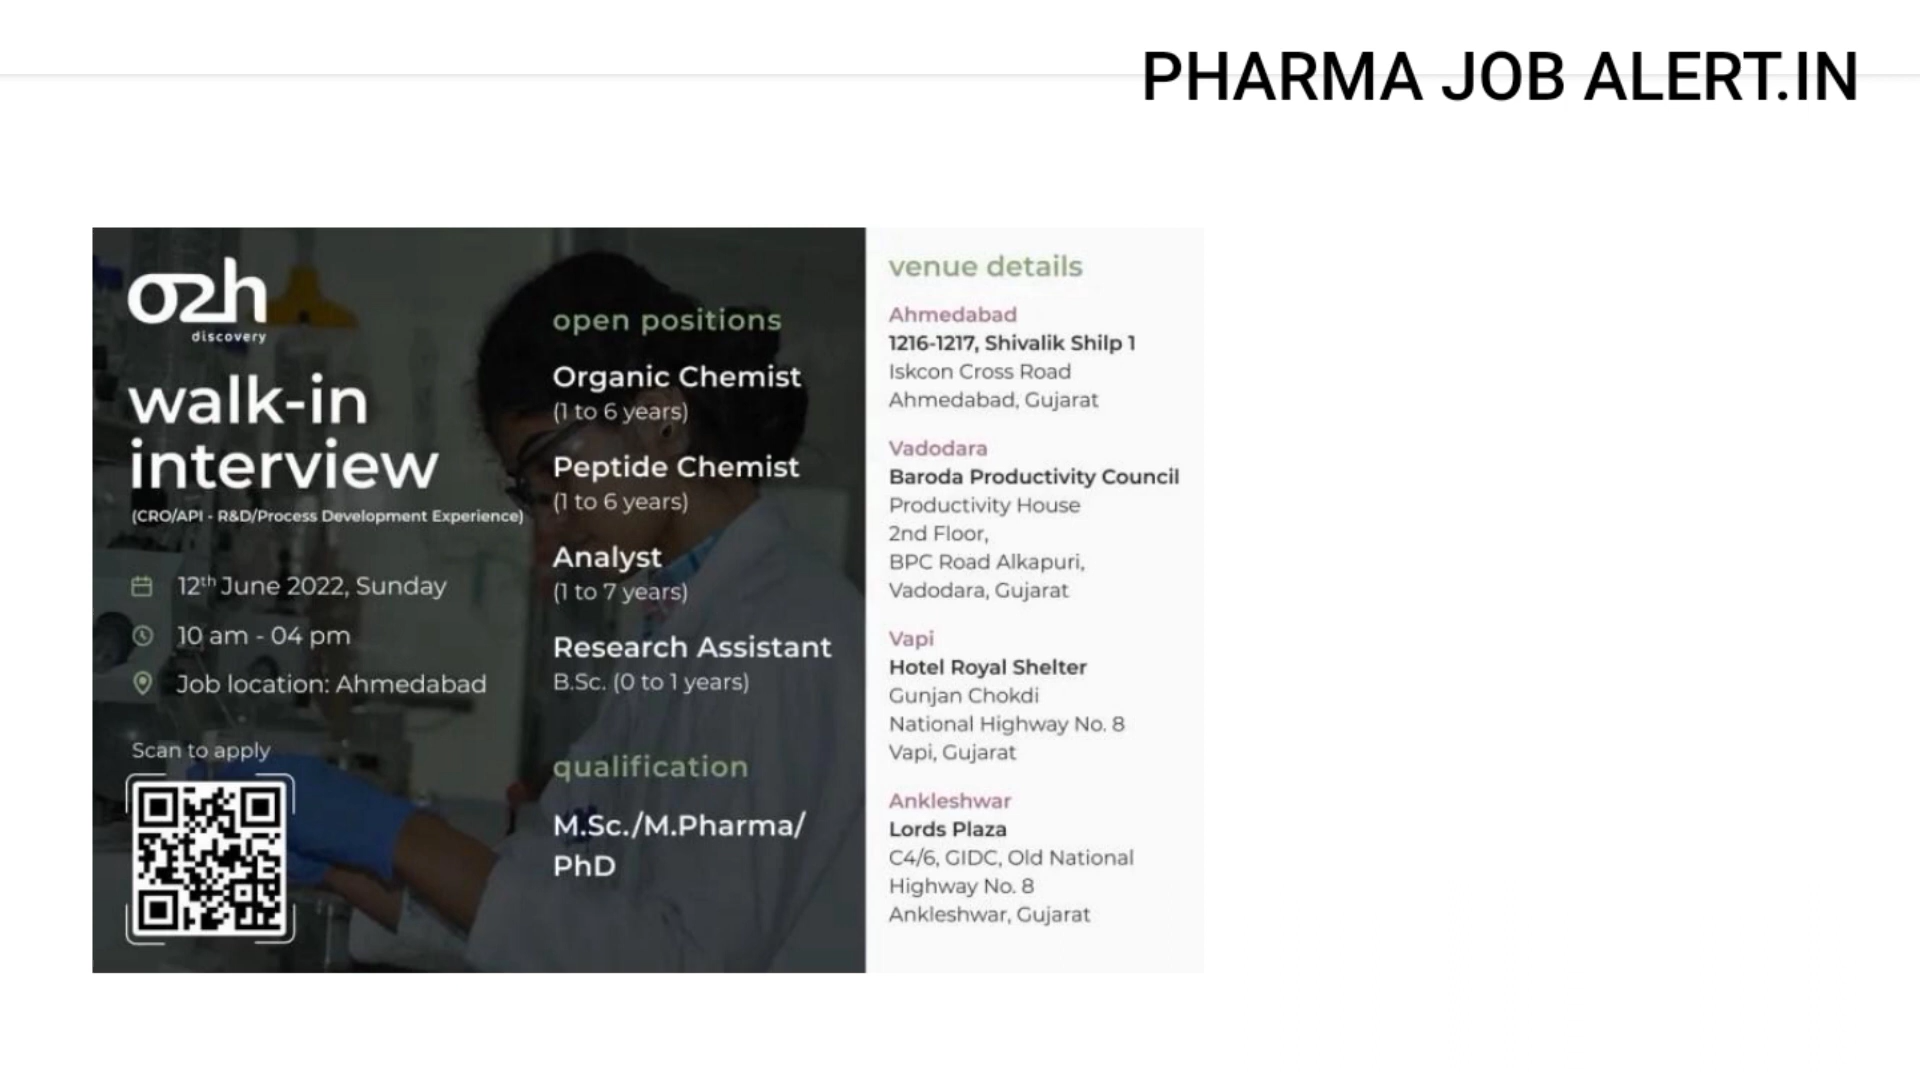 PHARMA JOB ALERT.IN
o2h
discovery
walk-in
interview
(CRO/API - R&D/Process Development Experience)
12th June 2022, Sunday
10 am - 04 pm
Job location: Ahmedabad
Scan to apply
open positions
Organic Chemist
(1 to 6 years)
Peptide Chemist
(1 to 6 years)
Analyst
(1 to 7 years)
Research Assistant
B.Sc. (0 to 1 years)
qualification
M.Sc./M.Pharma/
PhD
venue details
Ahmedabad
1216-1217, Shivalik Shilp 1
Iskcon Cross Road
Ahmedabad, Gujarat
Vadodara
Baroda Productivity Council
Productivity House
2nd Floor,
BPC Road Alkapuri,
Vadodara, Gujarat
Vapi
Hotel Royal Shelter
Gunjan Chokdi
National Highway No. 8
Vapi, Gujarat
Ankleshwar
Lords Plaza
C4/6, GIDC, Old National
Highway No. 8
Ankleshwar, Gujarat